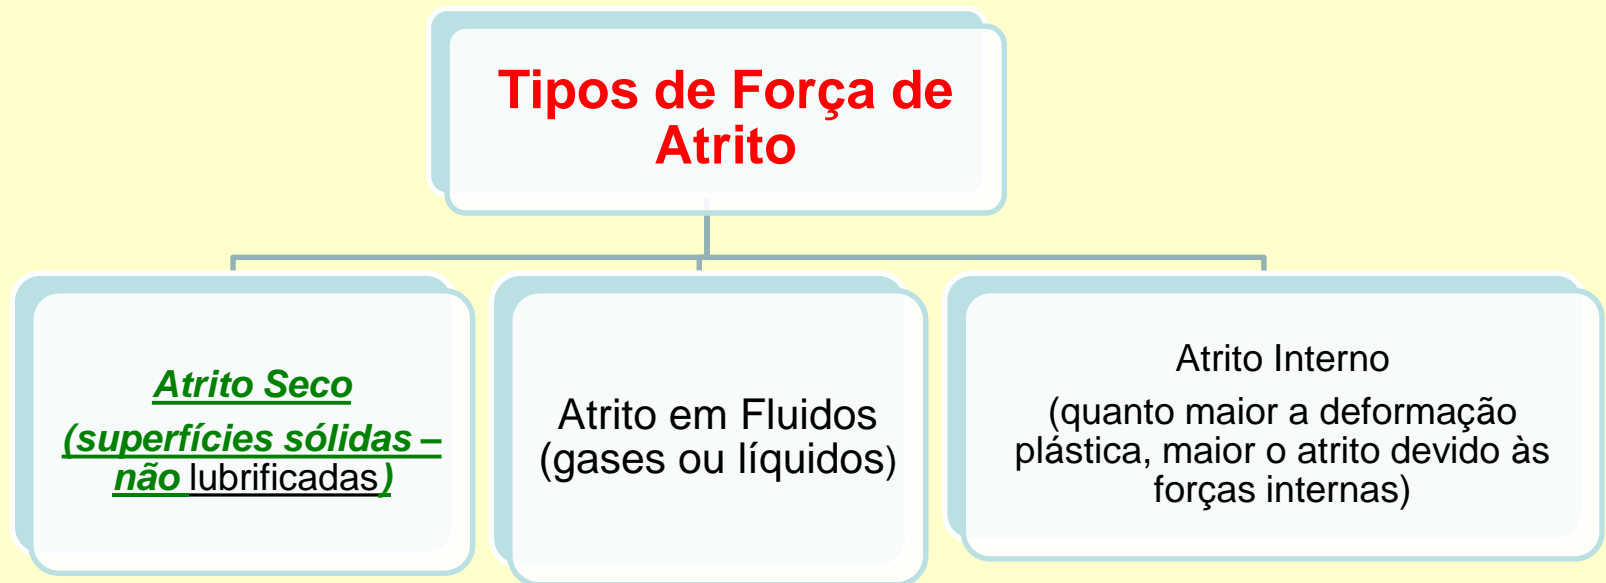 Tipos de Força de
Atrito
Atrito Seco
(superfícies sólidas –
não lubrificadas)
Atrito em Fluidos
(gases ou líquidos)
Atrito Interno
(quanto maior a deformação
plástica, maior o atrito devido às
forças internas)